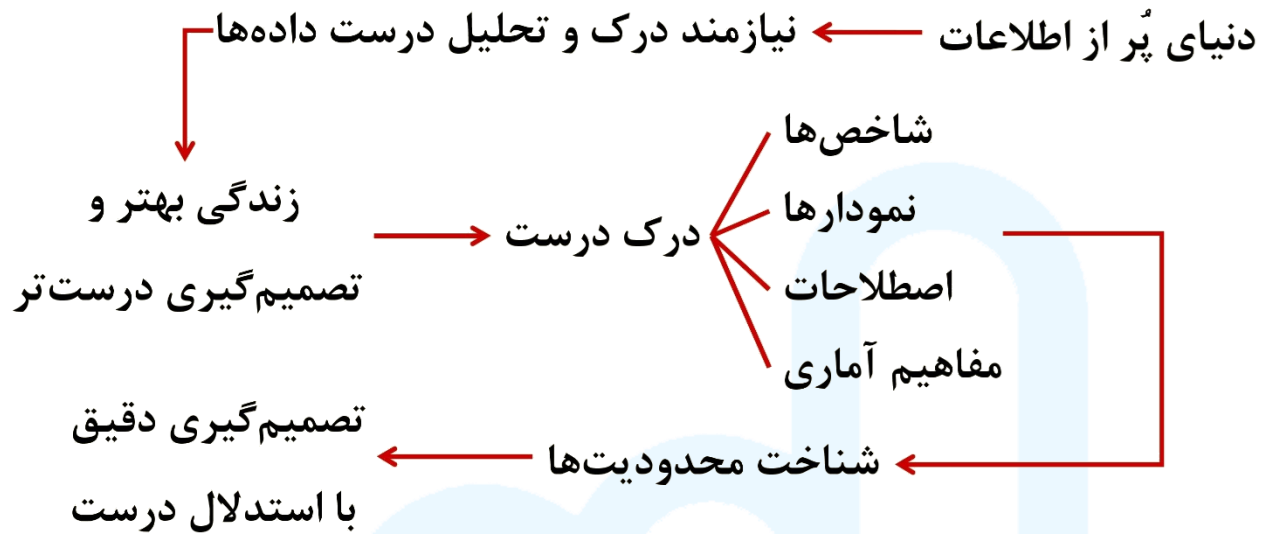 دنیای پُر از اطلاعات
نیازمند درک و تحلیل درست داده‌ها
زندگی بهتر و
تصمیم‌گیری درست‌تر
درک درست
شاخص‌ها
نمودارها
اصطلاحات
مفاهیم آماری
شناخت محدودیت‌ها
تصمیم‌گیری دقیق
با استدلال درست